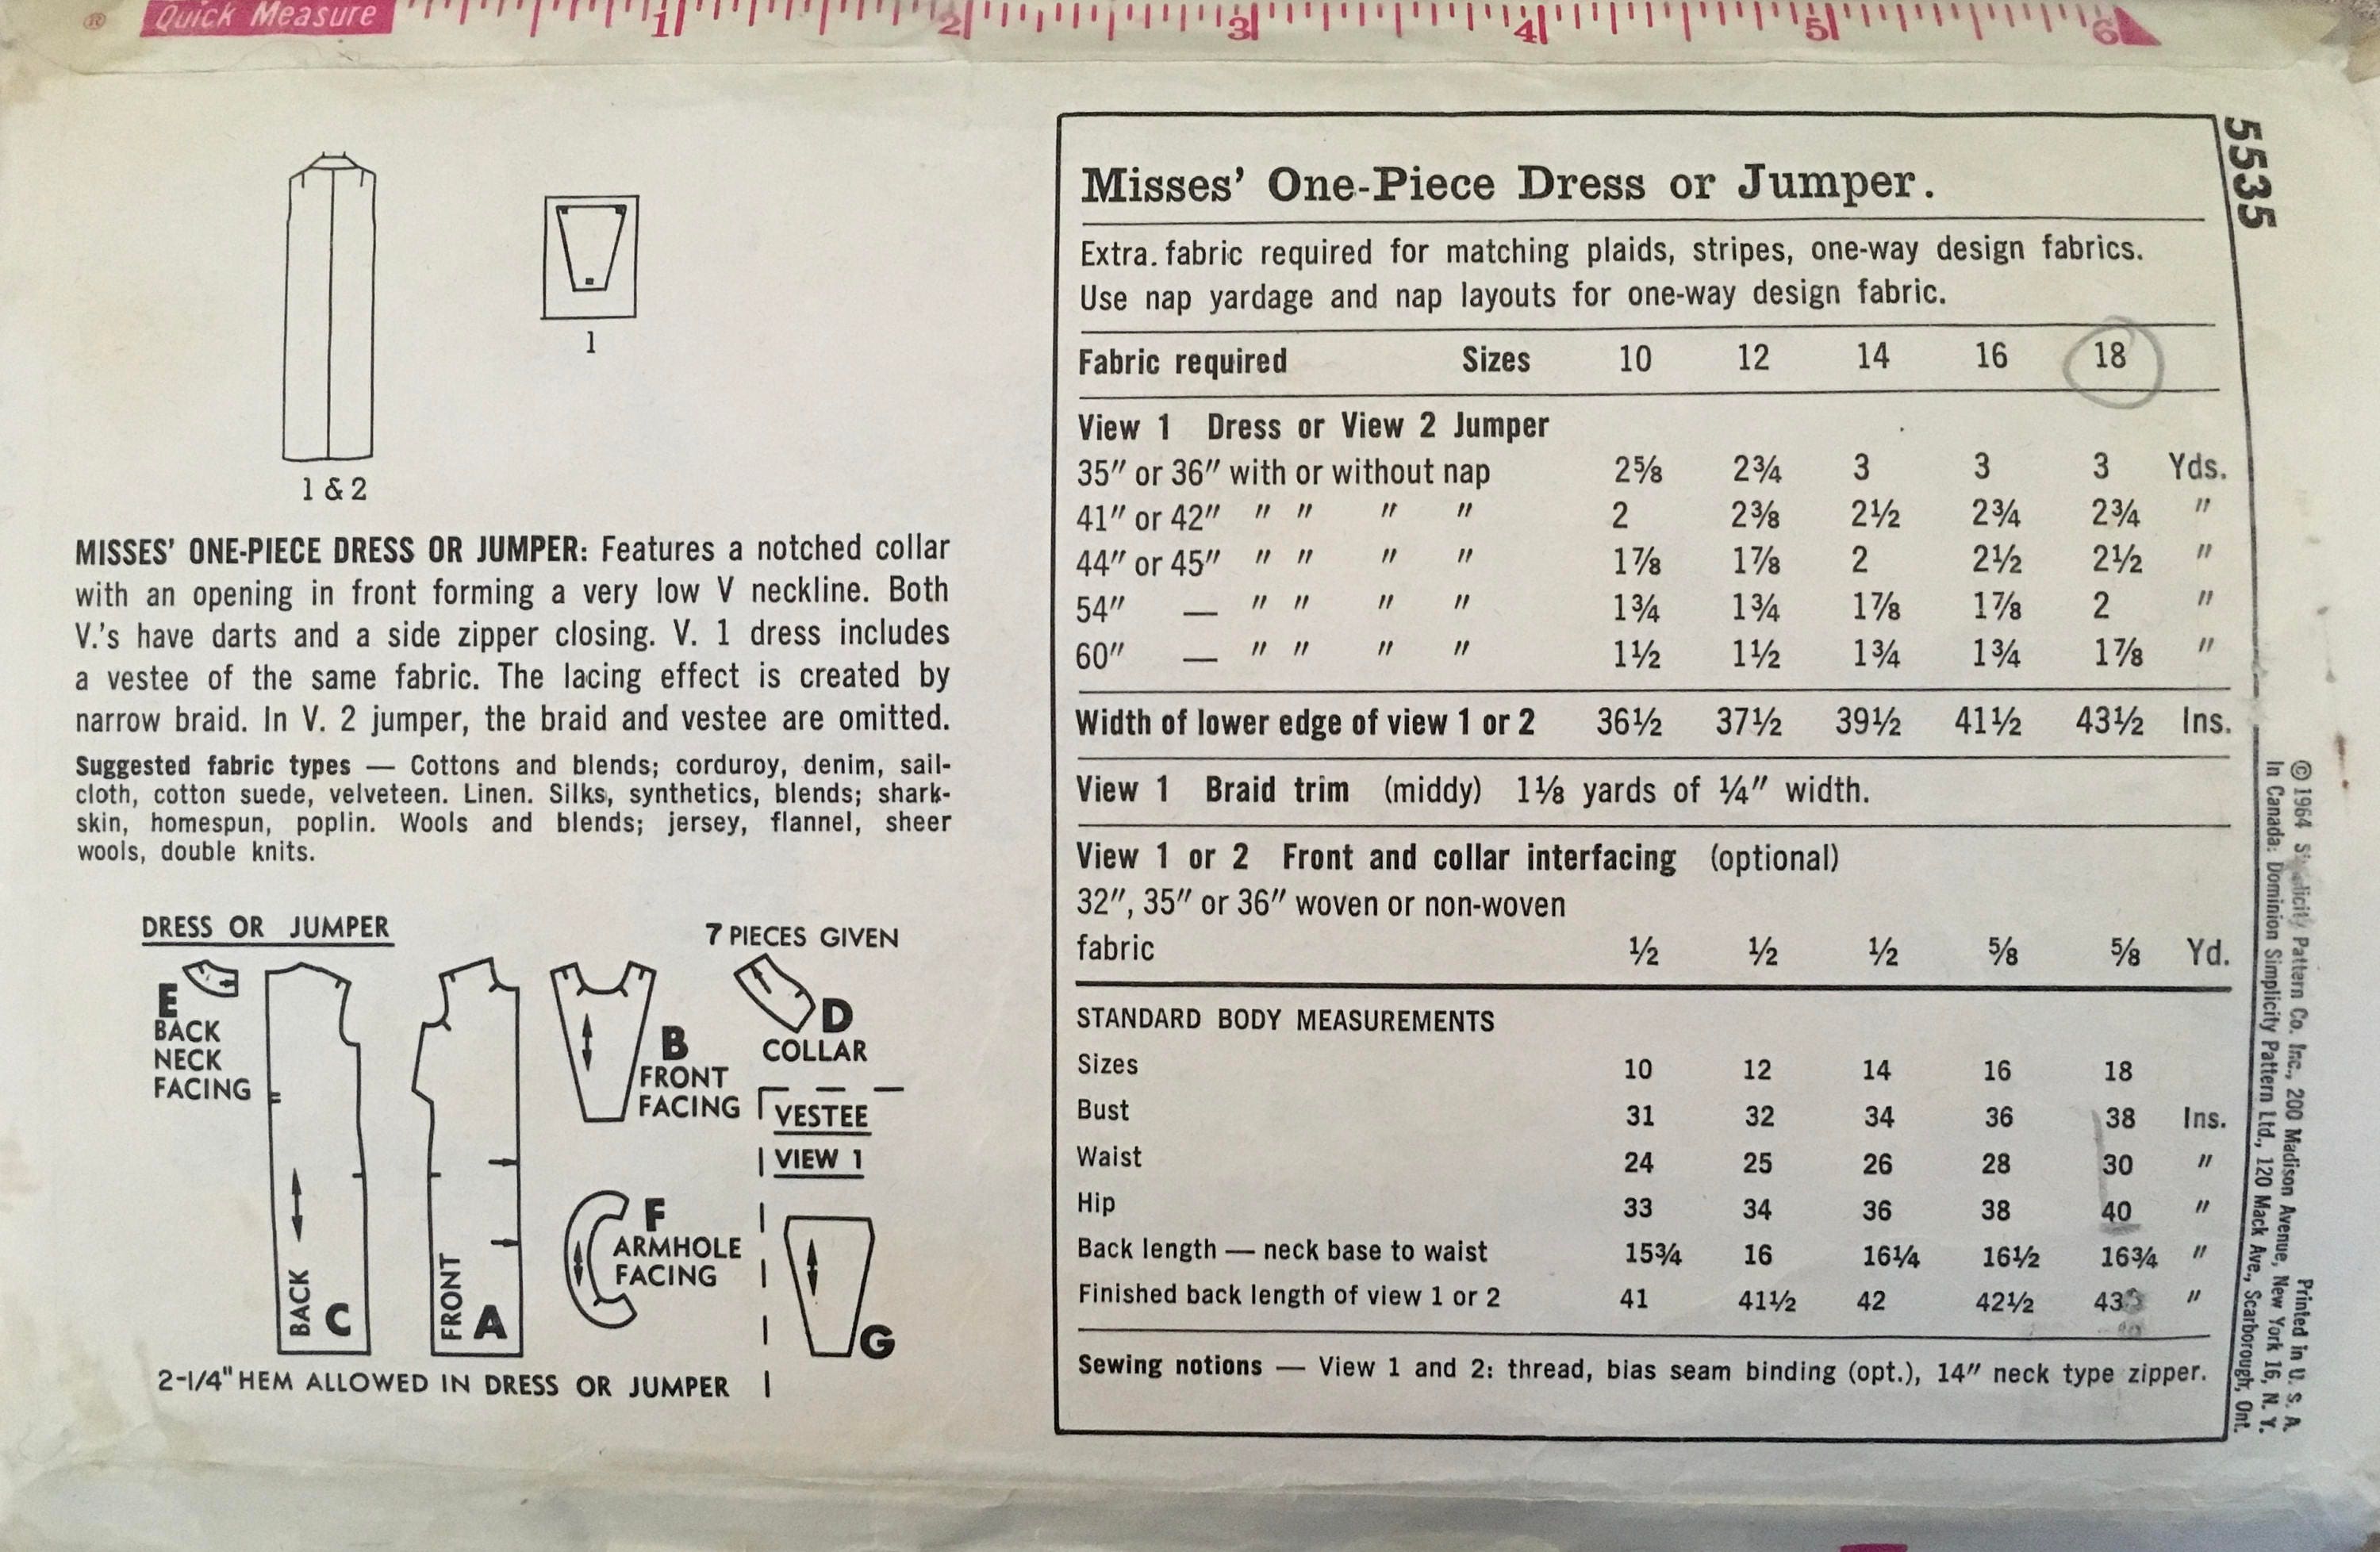 ® Quick Measure 1 2 3 4 5 6
1 & 2
1
MISSES' ONE-PIECE DRESS OR JUMPER: Features a notched collar
with an opening in front forming a very low V neckline. Both
V.'s have darts and a side zipper closing. V. 1 dress includes
a vestee of the same fabric. The lacing effect is created by
narrow braid. In V. 2 jumper, the braid and vestee are omitted.
Suggested fabric types — Cottons and blends; corduroy, denim, sail-
cloth, cotton suede, velveteen. Linen. Silks, synthetics, blends; shark-
skin, homespun, poplin. Wools and blends; jersey, flannel, sheer
wools, double knits.
DRESS OR JUMPER
7 PIECES GIVEN
E
BACK
NECK
FACING
BACK C
FRONT A
B
FRONT
FACING
D
COLLAR
VESTEE
VIEW 1
F
ARMHOLE
FACING
G
2-1/4" HEM ALLOWED IN DRESS OR JUMPER
Misses' One-Piece Dress or Jumper.
Extra. fabric required for matching plaids, stripes, one-way design fabrics.
Use nap yardage and nap layouts for one-way design fabric.
Fabric required Sizes 10 12 14 16 18
View 1 Dress or View 2 Jumper
35″ or 36″ with or without nap 2⅝ 2¾ 3 3 3 Yds.
41″ or 42″ ″ ″ ″ ″ 2 2⅜ 2½ 2¾ 2¾ ″
44″ or 45″ ″ ″ ″ ″ 1⅞ 1⅞ 2 2½ 2½ ″
54″ — ″ ″ ″ ″ 1¾ 1¾ 1⅞ 1⅞ 2 ″
60″ — ″ ″ ″ ″ 1½ 1½ 1¾ 1¾ 1⅞ ″
Width of lower edge of view 1 or 2 36½ 37½ 39½ 41½ 43½ Ins.
View 1 Braid trim (middy) 1⅛ yards of ¼″ width.
View 1 or 2 Front and collar interfacing (optional)
32″, 35″ or 36″ woven or non-woven
fabric ½ ½ ½ ⅝ ⅝ Yd.
STANDARD BODY MEASUREMENTS
Sizes 10 12 14 16 18
Bust 31 32 34 36 38 Ins.
Waist 24 25 26 28 30 ″
Hip 33 34 36 38 40 ″
Back length — neck base to waist 15¾ 16 16¼ 16½ 16¾ ″
Finished back length of view 1 or 2 41 41½ 42 42½ 43 ″
Sewing notions — View 1 and 2: thread, bias seam binding (opt.), 14″ neck type zipper.
5535
© 1964 Simplicity Pattern Co. Inc., 200 Madison Avenue, New York 16, N. Y.
In Canada: Dominion Simplicity Pattern Ltd., 120 Mack Ave., Scarborough, Ont.
Printed in U. S. A.